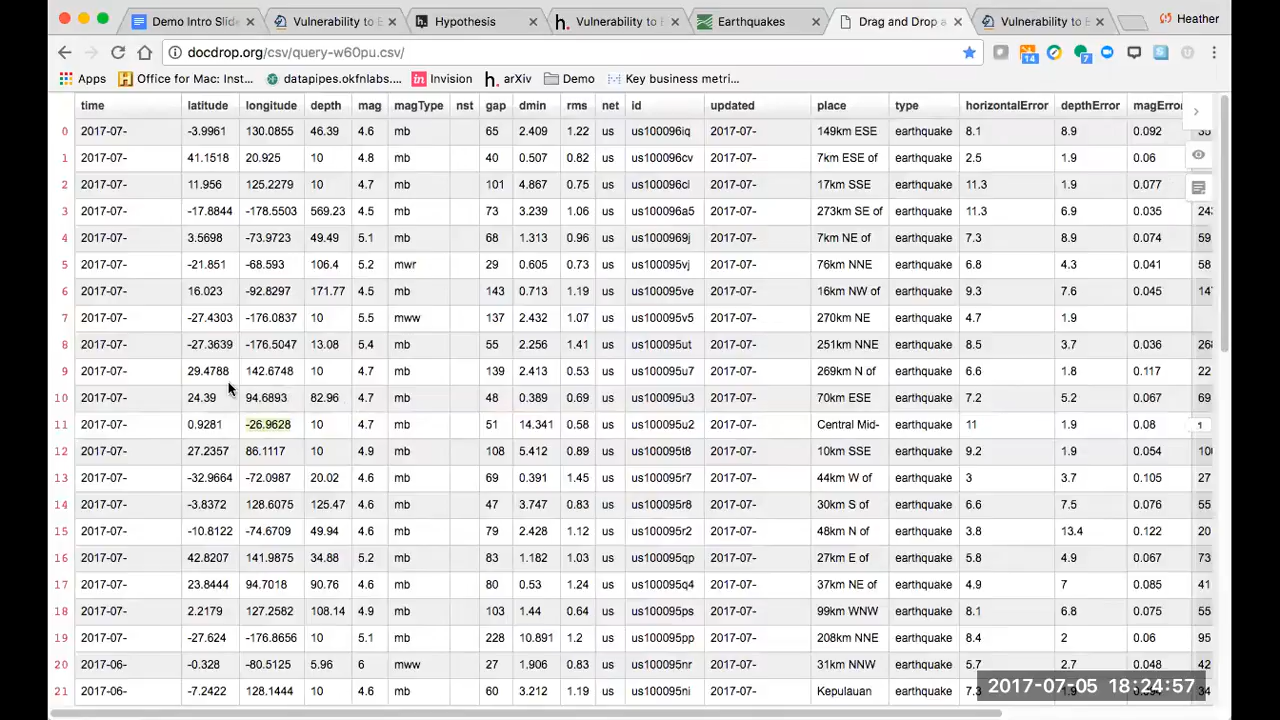 Demo Intro Slide
Vulnerability to E
Hypothesis
Vulnerability to E
Earthquakes
Drag and Drop a
Vulnerability to E
Heather
docdrop.org/csv/query-w60pu.csv/
14
7
Apps
Office for Mac: Inst...
datapipes.okfnlabs....
in Invision
h. arXiv
Demo
Key business metri...
time latitude longitude depth mag magType nst gap dmin rms net id updated place type horizontalError depthError magErro
0 2017-07- -3.9961 130.0855 46.39 4.6 mb 65 2.409 1.22 us us100096iq 2017-07- 149km ESE earthquake 8.1 8.9 0.092 35
1 2017-07- 41.1518 20.925 10 4.8 mb 40 0.507 0.82 us us100096cv 2017-07- 7km ESE of earthquake 2.5 1.9 0.06
2 2017-07- 11.956 125.2279 10 4.7 mb 101 4.867 0.75 us us100096cl 2017-07- 17km SSE earthquake 11.3 1.9 0.077
3 2017-07- -17.8844 -178.5503 569.23 4.5 mb 73 3.239 1.06 us us100096a5 2017-07- 273km SE of earthquake 11.3 6.9 0.035 243
4 2017-07- 3.5698 -73.9723 49.49 5.1 mb 68 1.313 0.96 us us1000969j 2017-07- 7km NE of earthquake 7.3 8.9 0.074 59
5 2017-07- -21.851 -68.593 106.4 5.2 mwr 29 0.605 0.73 us us100095vj 2017-07- 76km NNE earthquake 6.8 4.3 0.041 58
6 2017-07- 16.023 -92.8297 171.77 4.5 mb 143 0.713 1.19 us us100095ve 2017-07- 16km NW of earthquake 9.3 7.6 0.045 147
7 2017-07- -27.4303 -176.0837 10 5.5 mww 137 2.432 1.07 us us100095v5 2017-07- 270km NE earthquake 4.7 1.9
8 2017-07- -27.3639 -176.5047 13.08 5.4 mb 55 2.256 1.41 us us100095ut 2017-07- 251km NNE earthquake 8.5 3.7 0.036 268
9 2017-07- 29.4788 142.6748 10 4.7 mb 139 2.413 0.53 us us100095u7 2017-07- 269km N of earthquake 6.6 1.8 0.117 22
10 2017-07- 24.39 94.6893 82.96 4.7 mb 48 0.389 0.69 us us100095u3 2017-07- 70km ESE earthquake 7.2 5.2 0.067 69
11 2017-07- 0.9281 -26.9628 10 4.7 mb 51 14.341 0.58 us us100095u2 2017-07- Central Mid- earthquake 11 1.9 0.08 1
12 2017-07- 27.2357 86.1117 10 4.9 mb 108 5.412 0.89 us us100095t8 2017-07- 10km SSE earthquake 9.2 1.9 0.054 100
13 2017-07- -32.9664 -72.0987 20.02 4.6 mb 69 0.391 1.45 us us100095r7 2017-07- 44km W of earthquake 3 3.7 0.105 27
14 2017-07- -3.8372 128.6075 125.47 4.6 mb 47 3.747 0.83 us us100095r8 2017-07- 30km S of earthquake 6.6 7.5 0.076 55
15 2017-07- -10.8122 -74.6709 49.94 4.6 mb 79 2.428 1.12 us us100095r2 2017-07- 48km N of earthquake 3.8 13.4 0.122 20
16 2017-07- 42.8207 141.9875 34.88 5.2 mb 83 1.182 1.03 us us100095qp 2017-07- 27km E of earthquake 5.8 4.9 0.067 73
17 2017-07- 23.8444 94.7018 90.76 4.6 mb 80 0.53 1.24 us us100095q4 2017-07- 37km NE of earthquake 4.9 7 0.085 41
18 2017-07- 2.2179 127.2582 108.14 4.9 mb 103 1.44 0.64 us us100095ps 2017-07- 99km WNW earthquake 8.1 6.8 0.075 55
19 2017-07- -27.624 -176.8656 10 5.1 mb 228 10.891 1.2 us us100095pp 2017-07- 208km NNE earthquake 8.4 2 0.06 95
20 2017-06- -0.328 -80.5125 5.96 6 mww 27 1.906 0.83 us us100095nr 2017-07- 31km NNW earthquake 5.7 2.7 0.048 42
21 2017-06- -7.2422 128.1444 10 4.6 mb 60 3.212 1.19 us us100095ni 2017-07- Kepulauan earthquake 7.3
2017-07-05 18:24:57